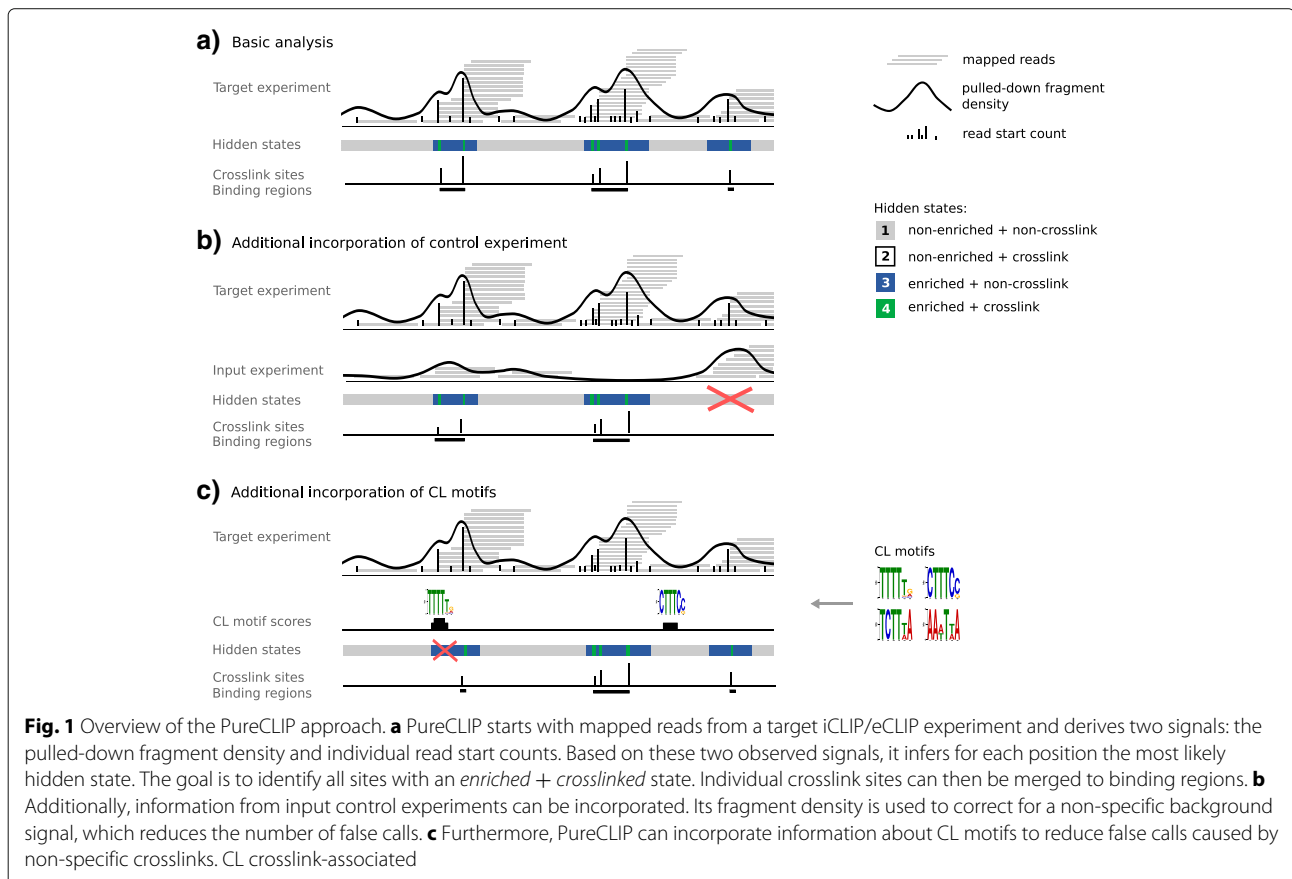 a) Basic analysis
Target experiment
Hidden states
Crosslink sites
Binding regions
mapped reads
pulled-down fragment
density
read start count
b) Additional incorporation of control experiment
Target experiment
Input experiment
Hidden states
Crosslink sites
Binding regions
Hidden states:
1 non-enriched + non-crosslink
2 non-enriched + crosslink
3 enriched + non-crosslink
4 enriched + crosslink
c) Additional incorporation of CL motifs
Target experiment
CL motif scores
TTTT
CTTTC
Hidden states
Crosslink sites
Binding regions
CL motifs
TTTT
CTTTC
TCTT
AA
Fig. 1 Overview of the PureCLIP approach. a PureCLIP starts with mapped reads from a target iCLIP/eCLIP experiment and derives two signals: the
pulled-down fragment density and individual read start counts. Based on these two observed signals, it infers for each position the most likely
hidden state. The goal is to identify all sites with an enriched + crosslinked state. Individual crosslink sites can then be merged to binding regions. b
Additionally, information from input control experiments can be incorporated. Its fragment density is used to correct for a non-specific background
signal, which reduces the number of false calls. c Furthermore, PureCLIP can incorporate information about CL motifs to reduce false calls caused by
non-specific crosslinks. CL crosslink-associated